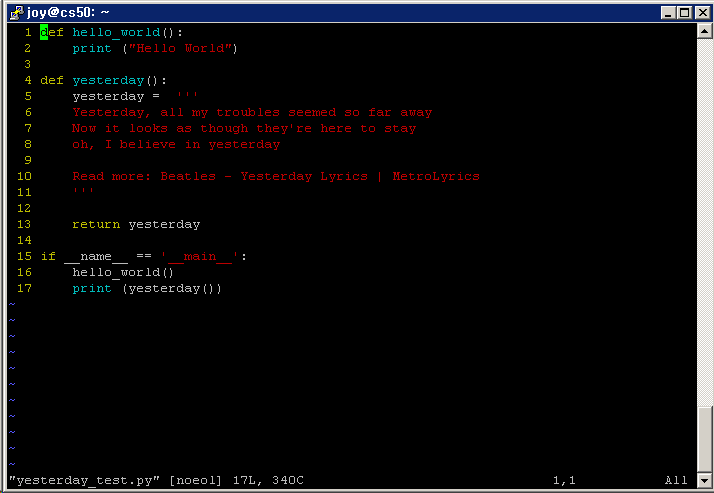 joy@cs50: ~
1 def hello_world():
2     print ("Hello World")
3
4 def yesterday():
5     yesterday =  '''
6     Yesterday, all my troubles seemed so far away
7     Now it looks as though they're here to stay
8     oh, I believe in yesterday
9
10     Read more: Beatles - Yesterday Lyrics | MetroLyrics
11     '''
12
13     return yesterday
14
15 if __name__ == '__main__':
16     hello_world()
17     print (yesterday())
~
~
~
~
~
~
~
~
~
~
~
"yesterday_test.py" [noeol] 17L, 340C 1,1 All